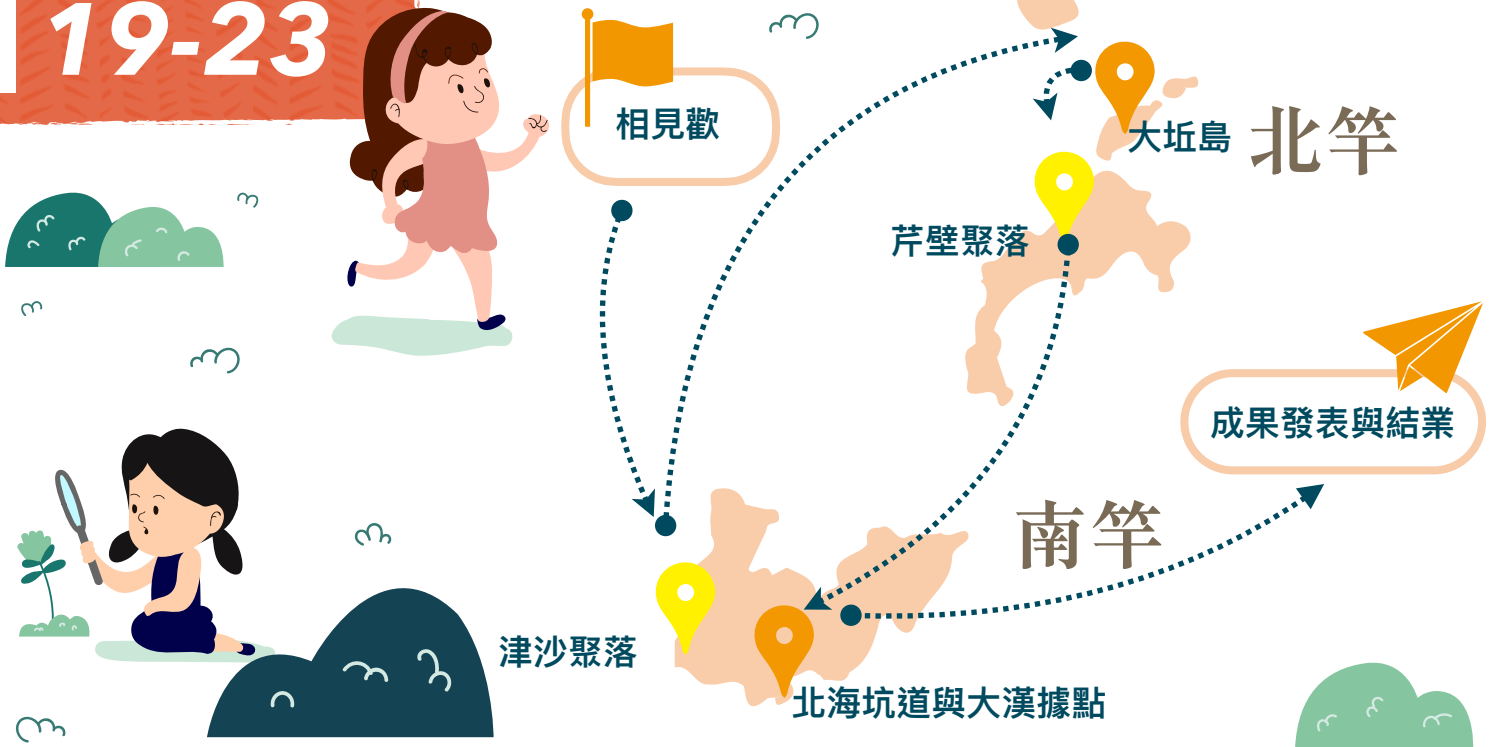 19-23
相見歡
大坵島
北竿
芹壁聚落
成果發表與結業
南竿
津沙聚落
北海坑道與大漢據點